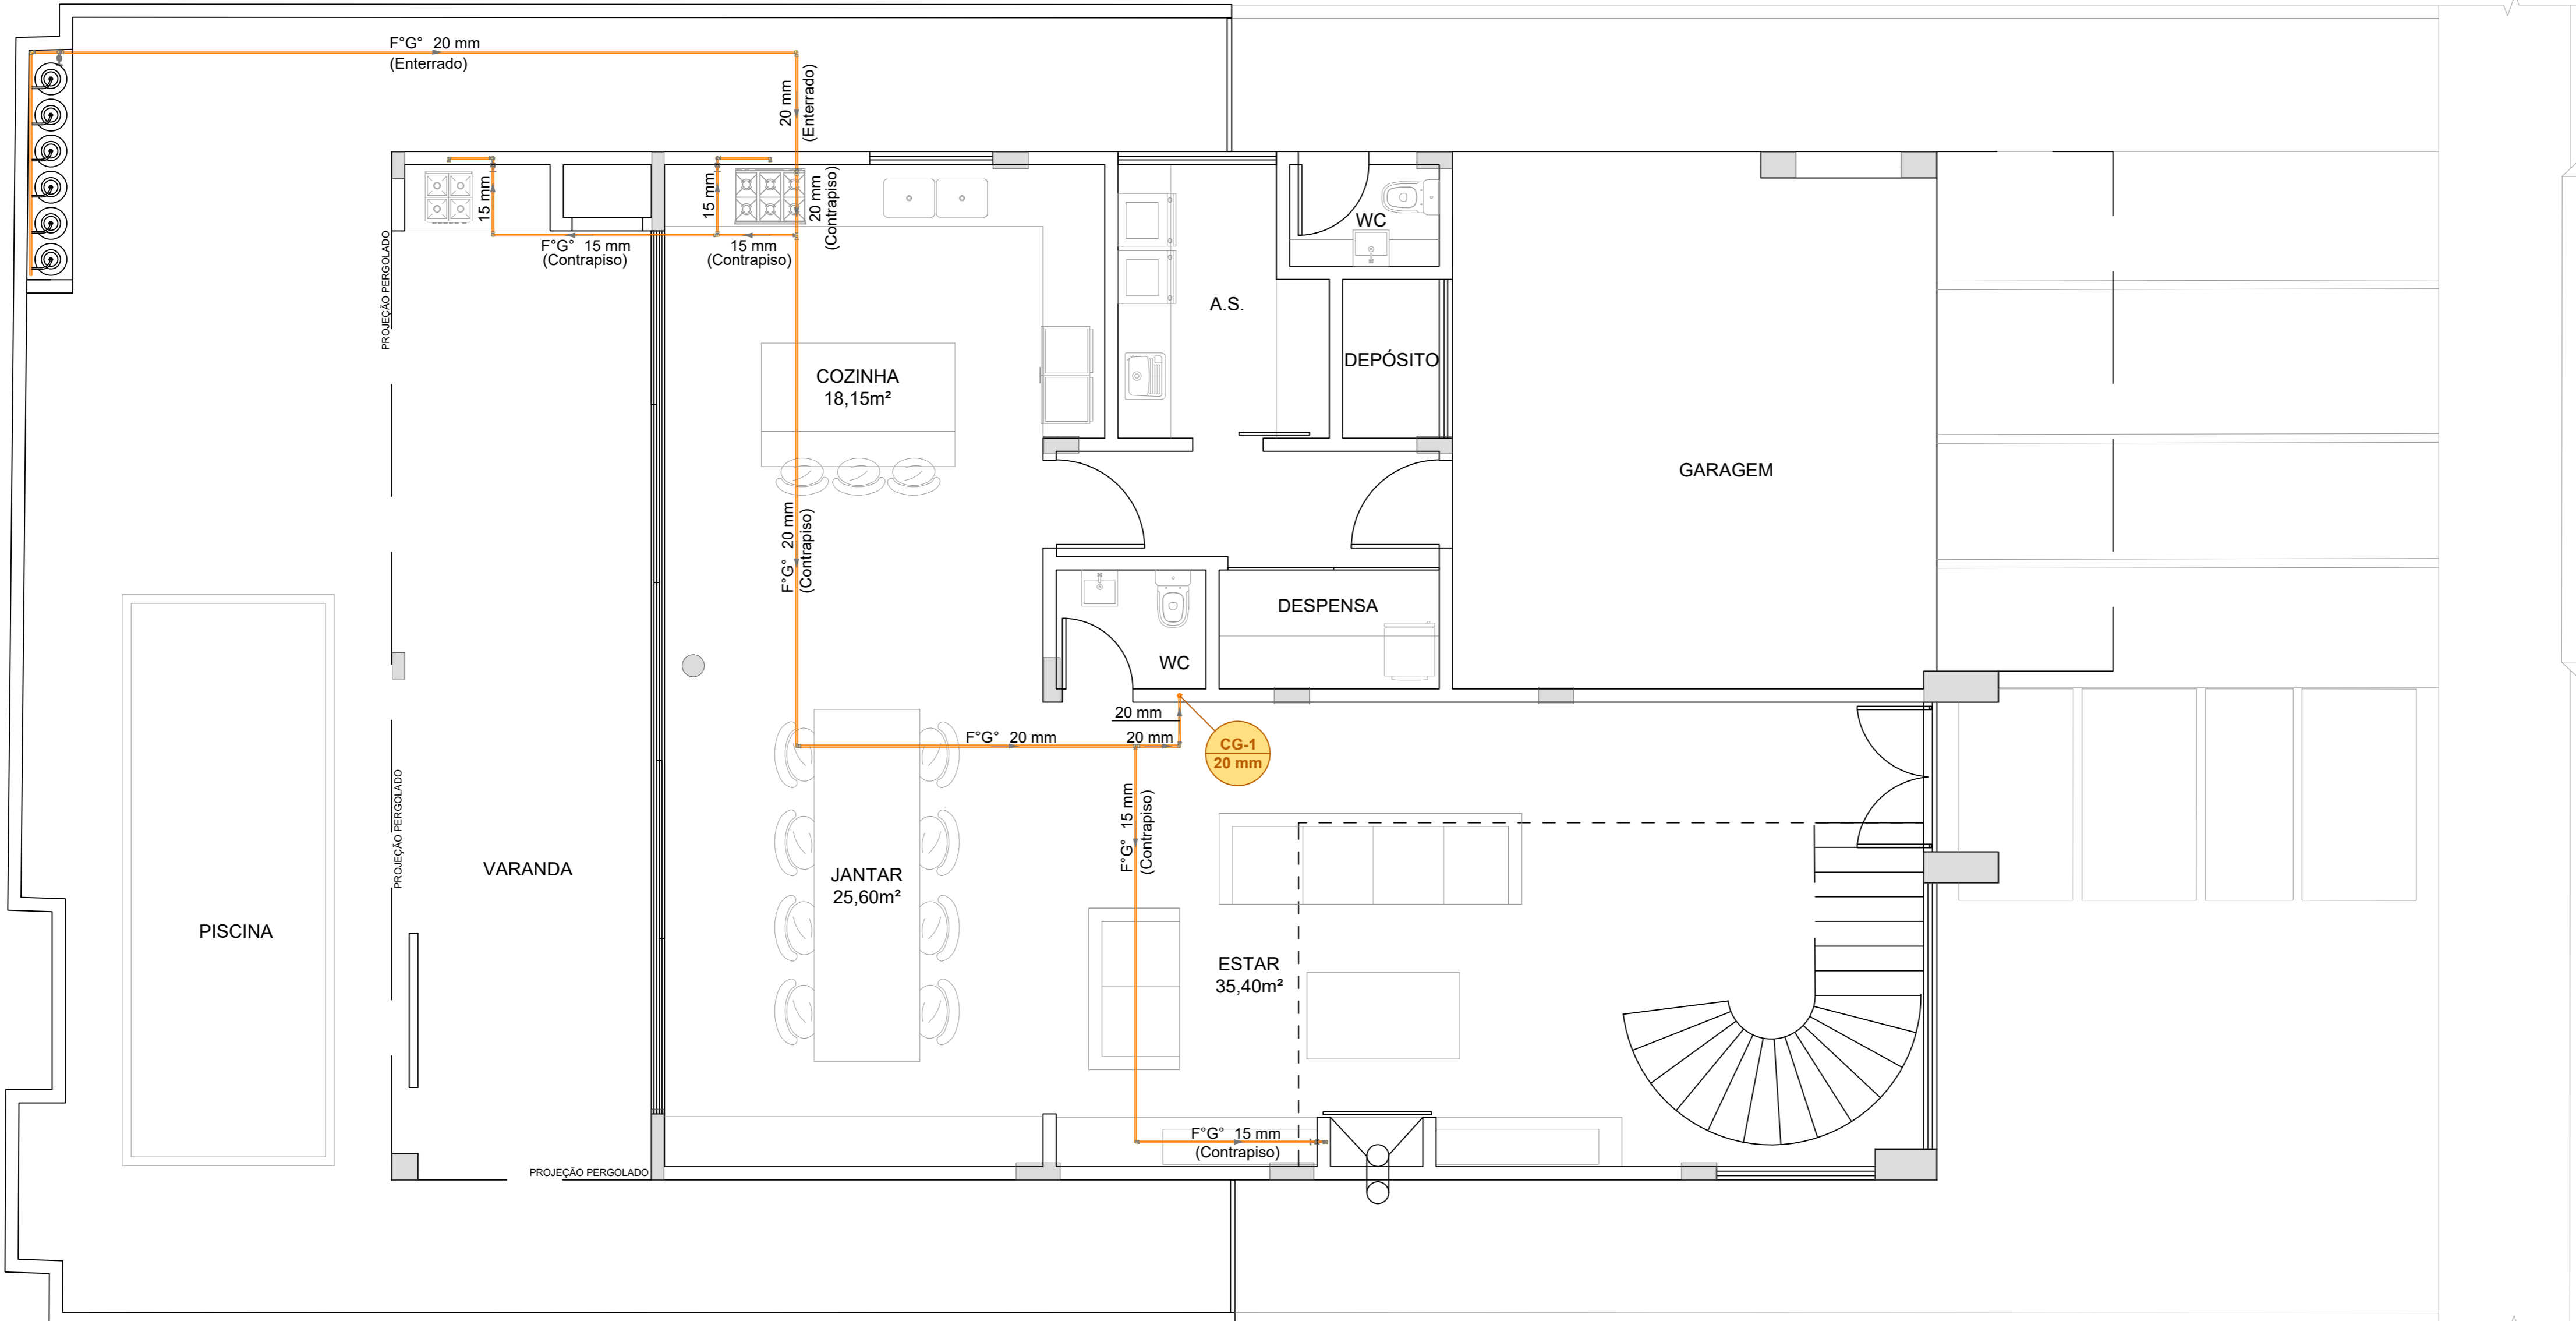 F°G° 20 mm
(Enterrado)
20 mm
(Enterrado)
15 mm
15 mm
20 mm
(Contrapiso)
F°G° 15 mm
(Contrapiso)
15 mm
(Contrapiso)
WC
PROJEÇÃO PERGOLADO
A.S.
DEPÓSITO
COZINHA
18,15m²
GARAGEM
F°G° 20 mm
(Contrapiso)
DESPENSA
WC
20 mm
F°G° 20 mm
20 mm
CG-1
20 mm
PROJEÇÃO PERGOLADO
F°G° 15 mm
(Contrapiso)
VARANDA
JANTAR
25,60m²
PISCINA
ESTAR
35,40m²
F°G° 15 mm
(Contrapiso)
PROJEÇÃO PERGOLADO